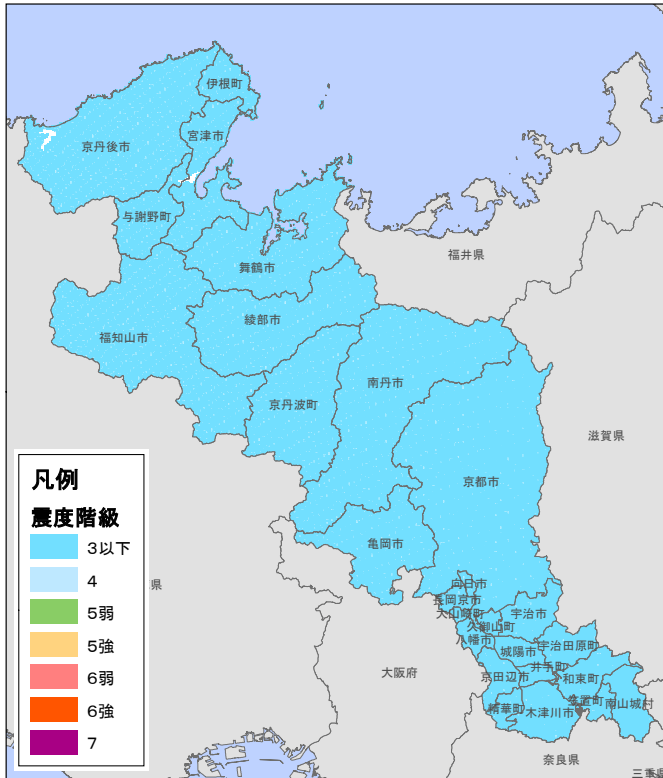 伊根町
宮津市
京丹後市
与謝野町
舞鶴市
福井県
綾部市
福知山市
南丹市
京丹波町
滋賀県
京都市
凡例
震度階級
3以下
4
5弱
5強
6弱
6強
7
県
亀岡市
向日市
長岡京市
大山崎町
宇治市
久御山町
八幡市
宇治田原町
城陽市
井手町
大阪府
京田辺市
和束町
笠置町
南山城村
精華町
木津川市
奈良県
三重県